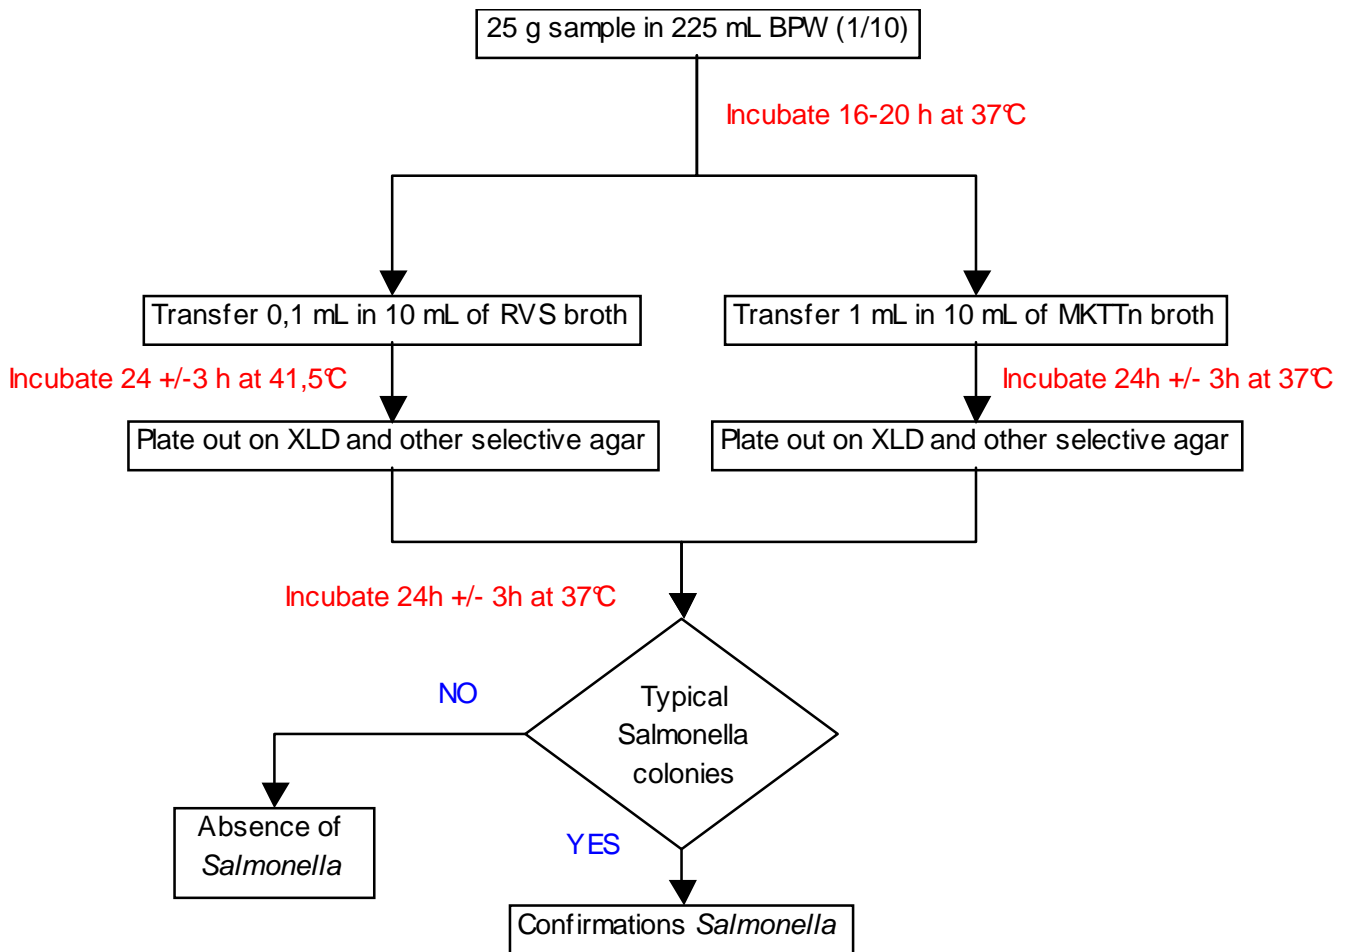 25 g sample in 225 mL BPW (1/10)
Incubate 16-20 h at 37°C
Transfer 0,1 mL in 10 mL of RVS broth
Transfer 1 mL in 10 mL of MKTTn broth
Incubate 24 +/-3 h at 41,5°C
Incubate 24h +/- 3h at 37°C
Plate out on XLD and other selective agar
Plate out on XLD and other selective agar
Incubate 24h +/- 3h at 37°C
NO
Typical
Salmonella
colonies
Absence of
Salmonella
YES
Confirmations Salmonella